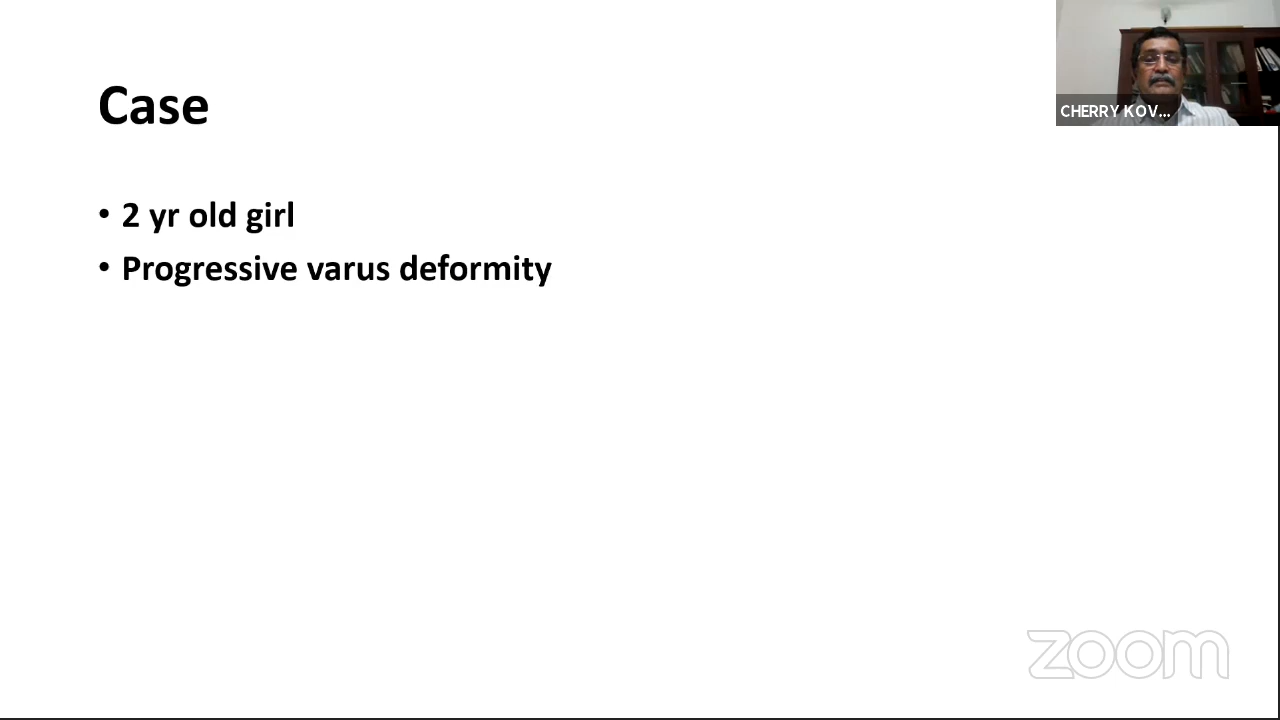 Case
• 2 yr old girl
• Progressive varus deformity
CHERRY KOV...
zoom